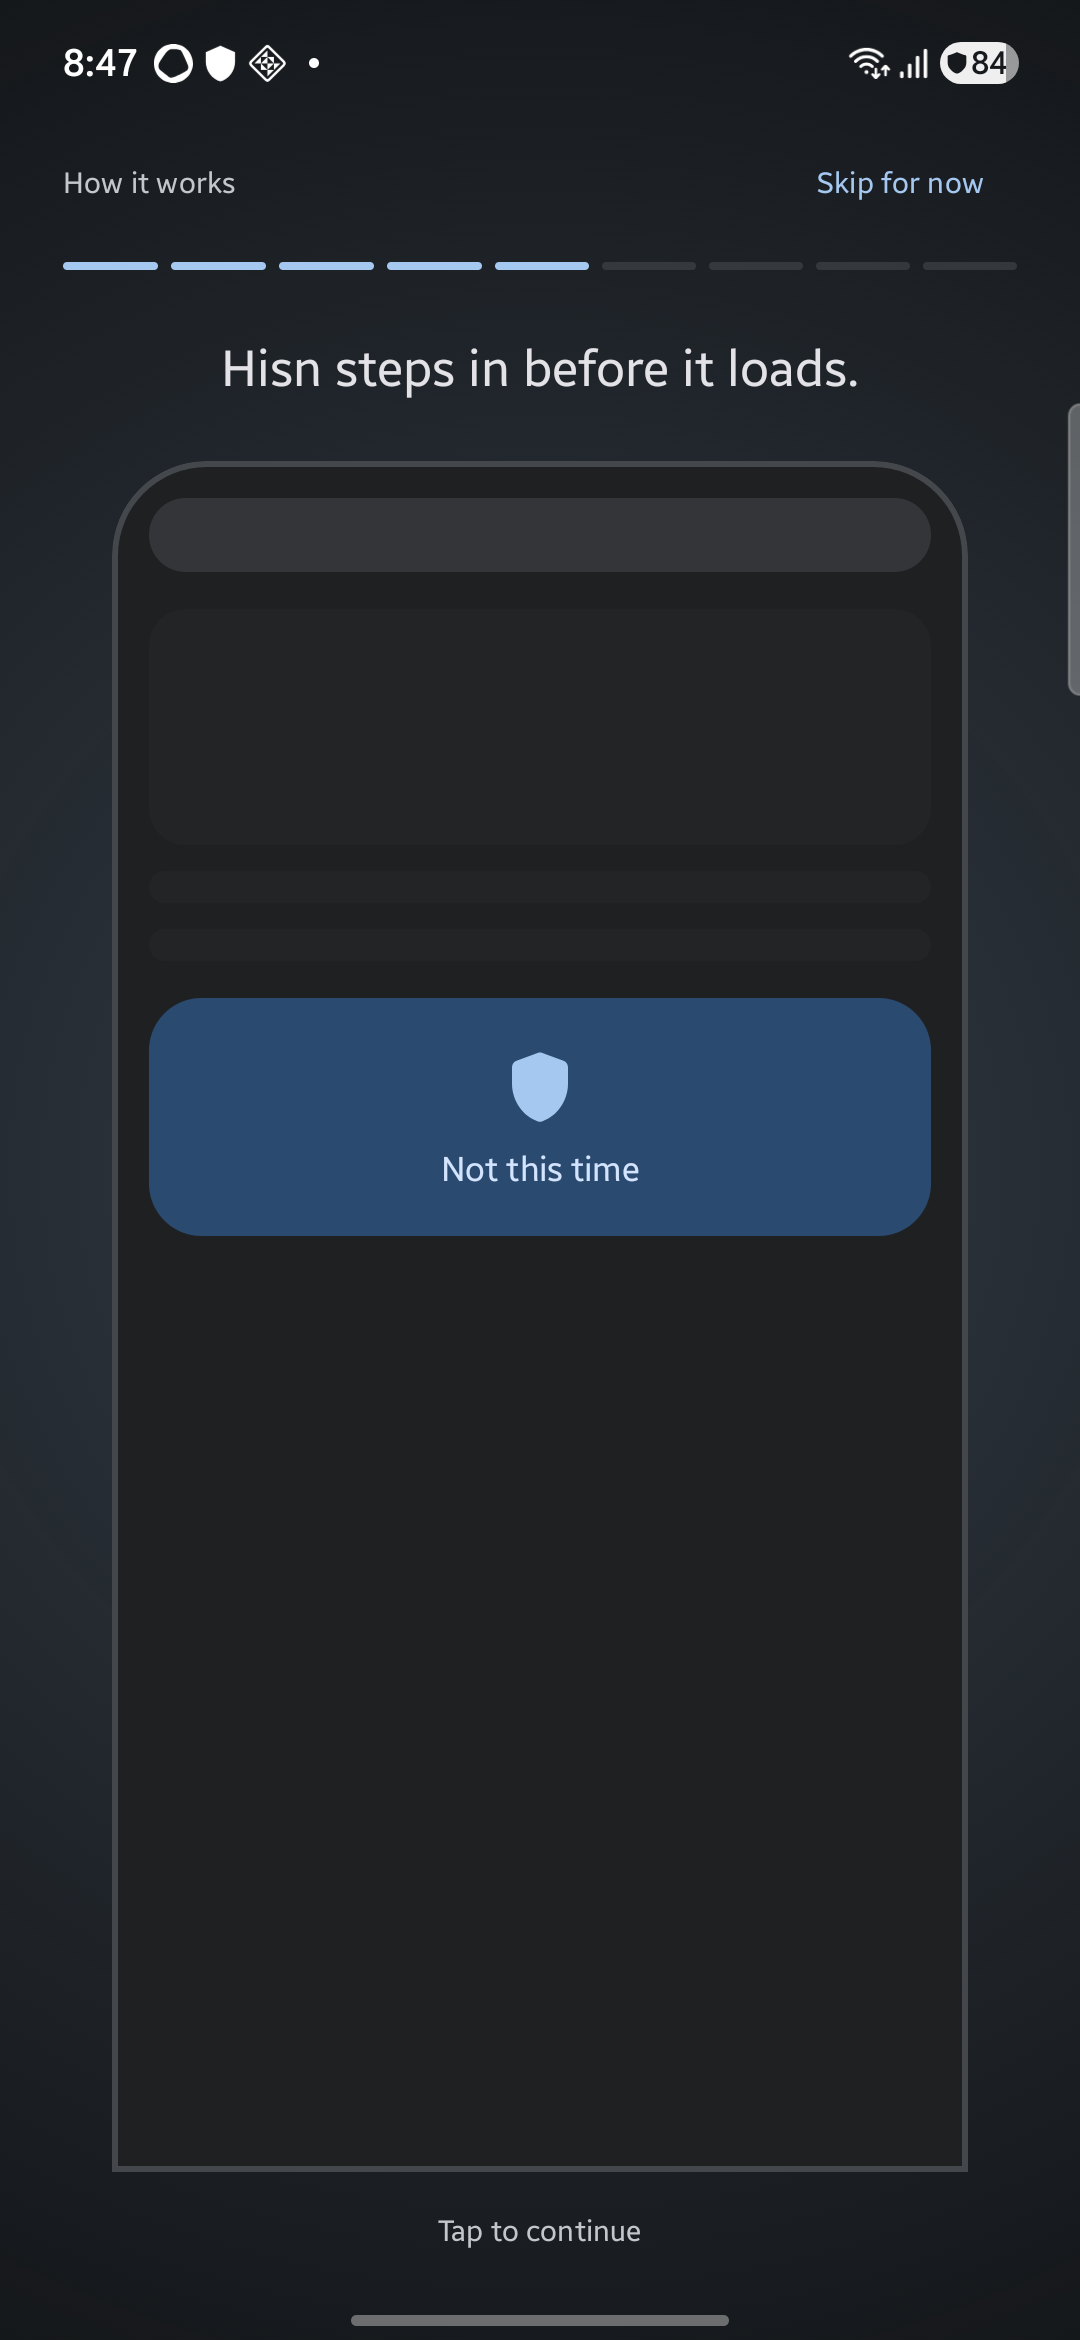 8:47
84
How it works
Skip for now
Hisn steps in before it loads.
Not this time
Tap to continue